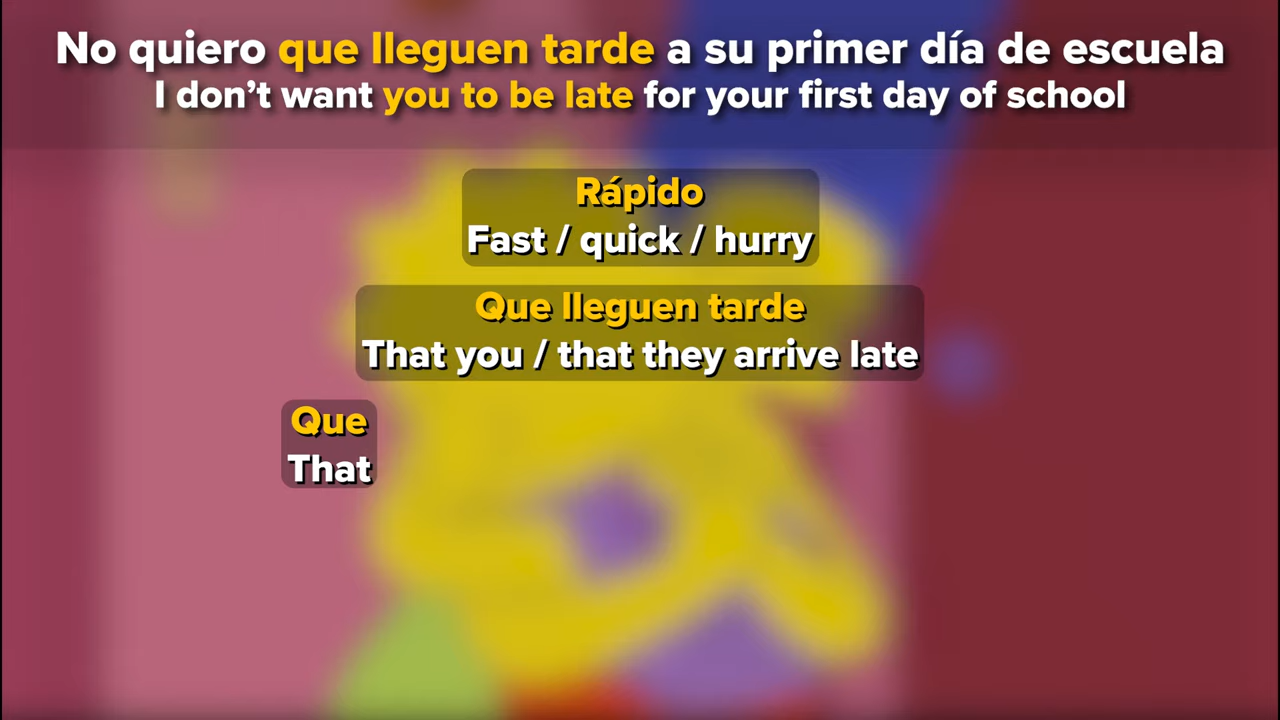 No quiero que lleguen tarde a su primer día de escuela
I don’t want you to be late for your first day of school
Rápido
Fast / quick / hurry
Que lleguen tarde
That you / that they arrive late
Que
That